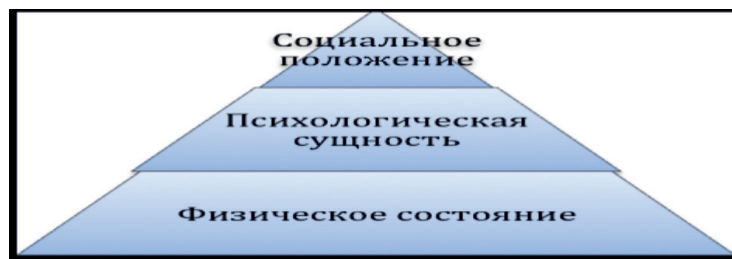 Социальное
положение
Психологическая
сущность
Физическое состояние